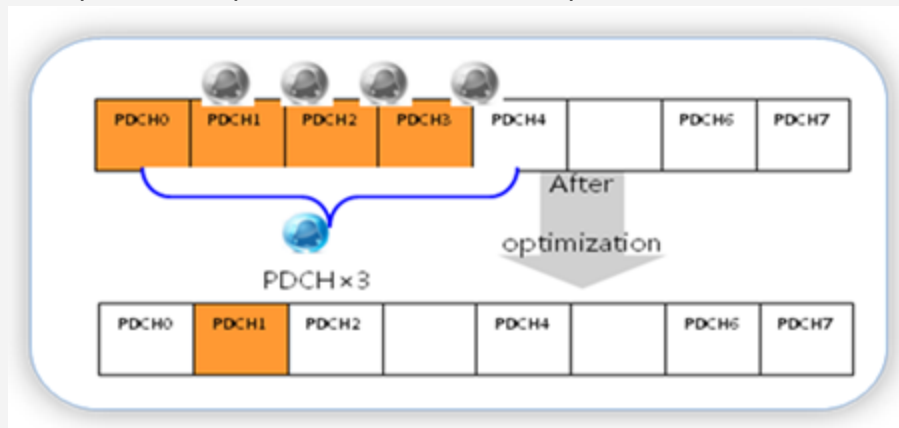 PDCH0 PDCH1 PDCH2 PDCH3 PDCH4 PDCH6 PDCH7
After
optimization
PDCH×3
PDCH0 PDCH1 PDCH2 PDCH4 PDCH6 PDCH7